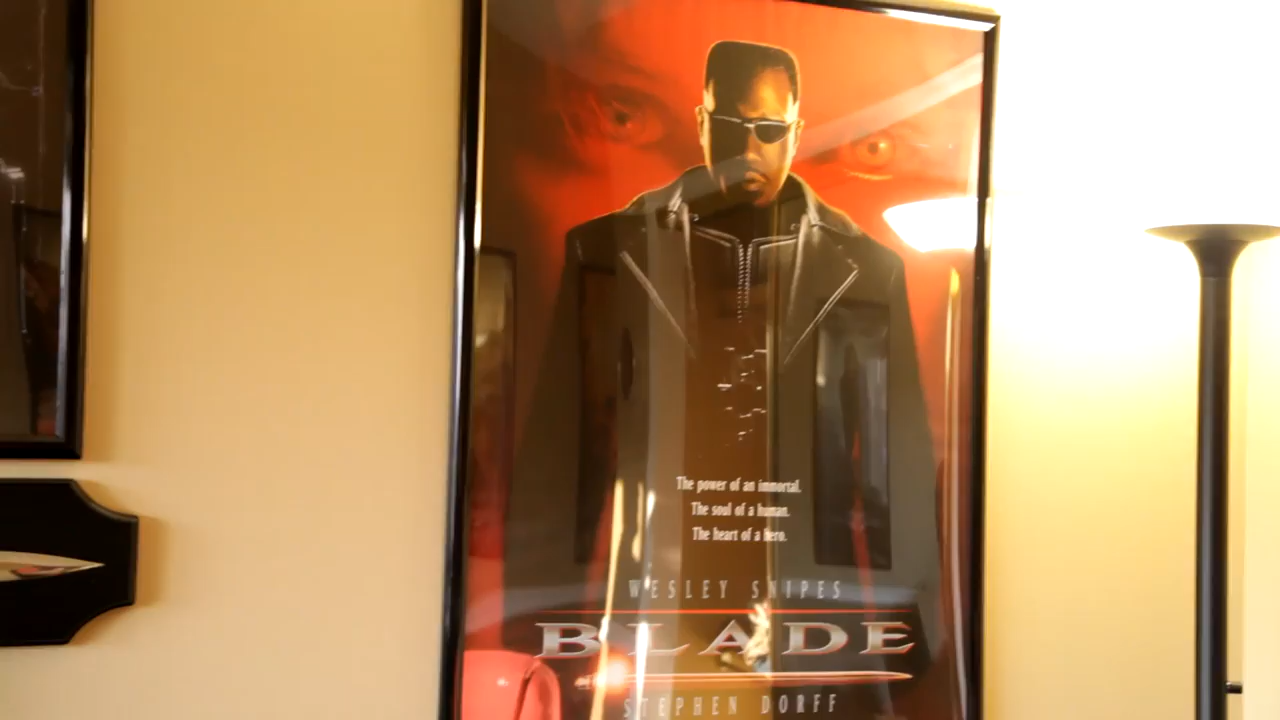 The power of an immortal.
The soul of a human.
The heart of a hero.
WESLEY SNIPES
BLADE
STEPHEN DORFF